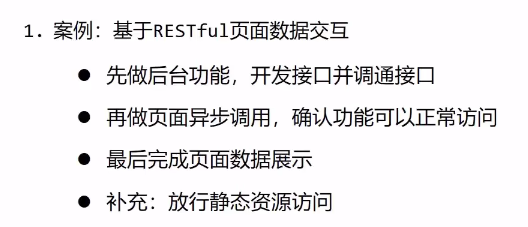 1. 案例：基于RESTful页面数据交互
● 先做后台功能，开发接口并调通接口
● 再做页面异步调用，确认功能可以正常访问
● 最后完成页面数据展示
● 补充：放行静态资源访问